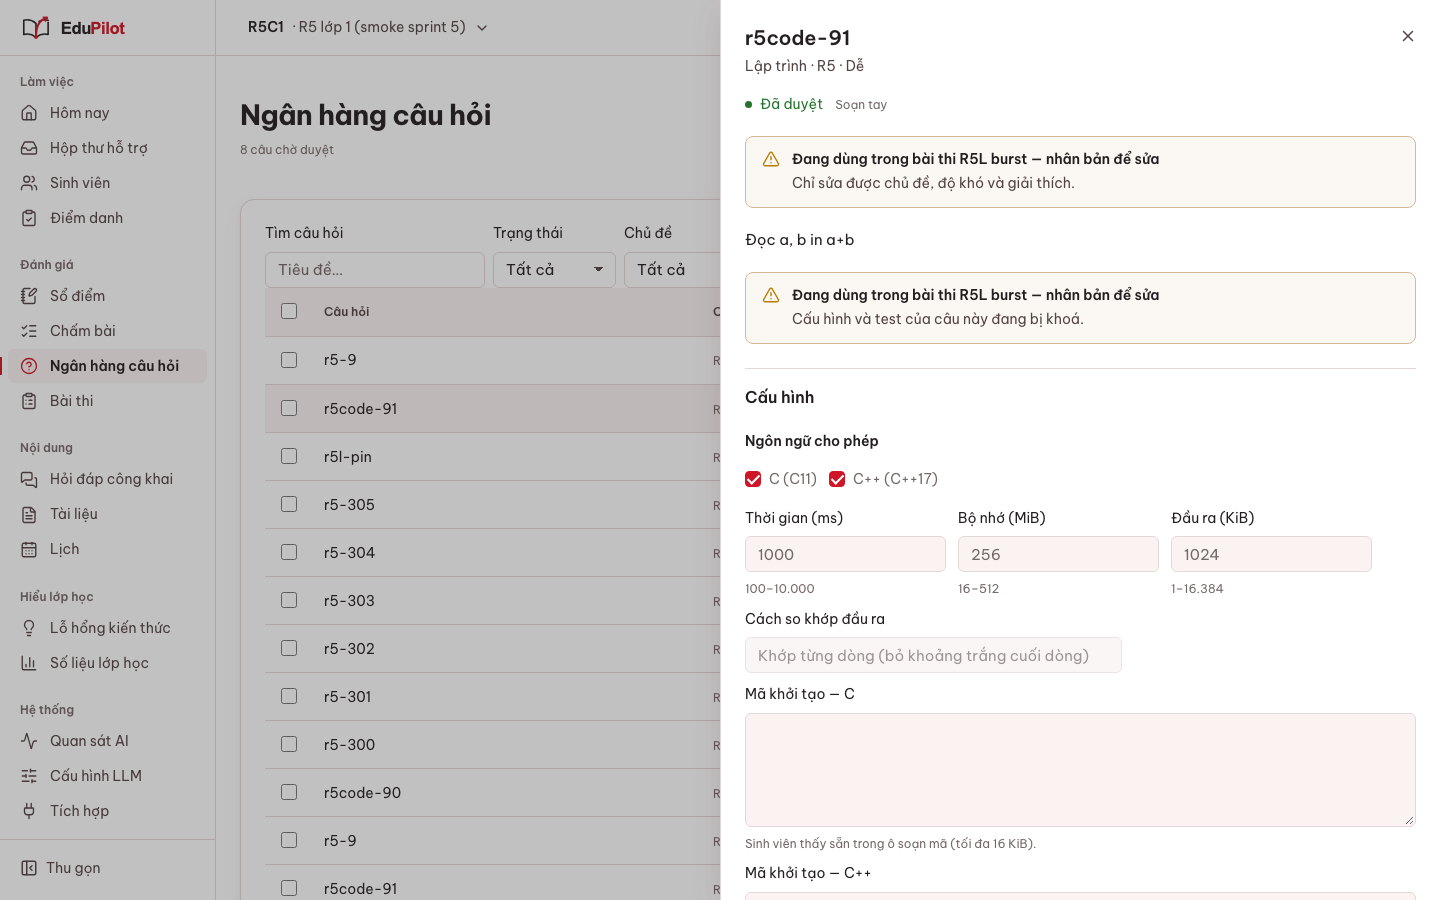 EduPilot
R5C1 · R5 lớp 1 (smoke sprint 5)
Làm việc
Hôm nay
Hộp thư hỗ trợ
Sinh viên
Điểm danh
Đánh giá
Sổ điểm
Chấm bài
Ngân hàng câu hỏi
Bài thi
Nội dung
Hỏi đáp công khai
Tài liệu
Lịch
Hiểu lớp học
Lỗ hổng kiến thức
Số liệu lớp học
Hệ thống
Quan sát AI
Cấu hình LLM
Tích hợp
Thu gọn
Ngân hàng câu hỏi
8 câu chờ duyệt
Tìm câu hỏi Trạng thái Chủ đề
Tiêu đề... Tất cả Tất cả
Câu hỏi
r5-9
r5code-91
r5l-pin
r5-305
r5-304
r5-303
r5-302
r5-301
r5-300
r5code-90
r5-9
r5code-91
r5code-91
Lập trình · R5 · Dễ
Đã duyệt Soạn tay
Đang dùng trong bài thi R5L burst — nhân bản để sửa
Chỉ sửa được chủ đề, độ khó và giải thích.
Đọc a, b in a+b
Đang dùng trong bài thi R5L burst — nhân bản để sửa
Cấu hình và test của câu này đang bị khoá.
Cấu hình
Ngôn ngữ cho phép
C (C11) C++ (C++17)
Thời gian (ms) Bộ nhớ (MiB) Đầu ra (KiB)
1000 256 1024
100–10.000 16–512 1–16.384
Cách so khớp đầu ra
Khớp từng dòng (bỏ khoảng trắng cuối dòng)
Mã khởi tạo — C
Sinh viên thấy sẵn trong ô soạn mã (tối đa 16 KiB).
Mã khởi tạo — C++